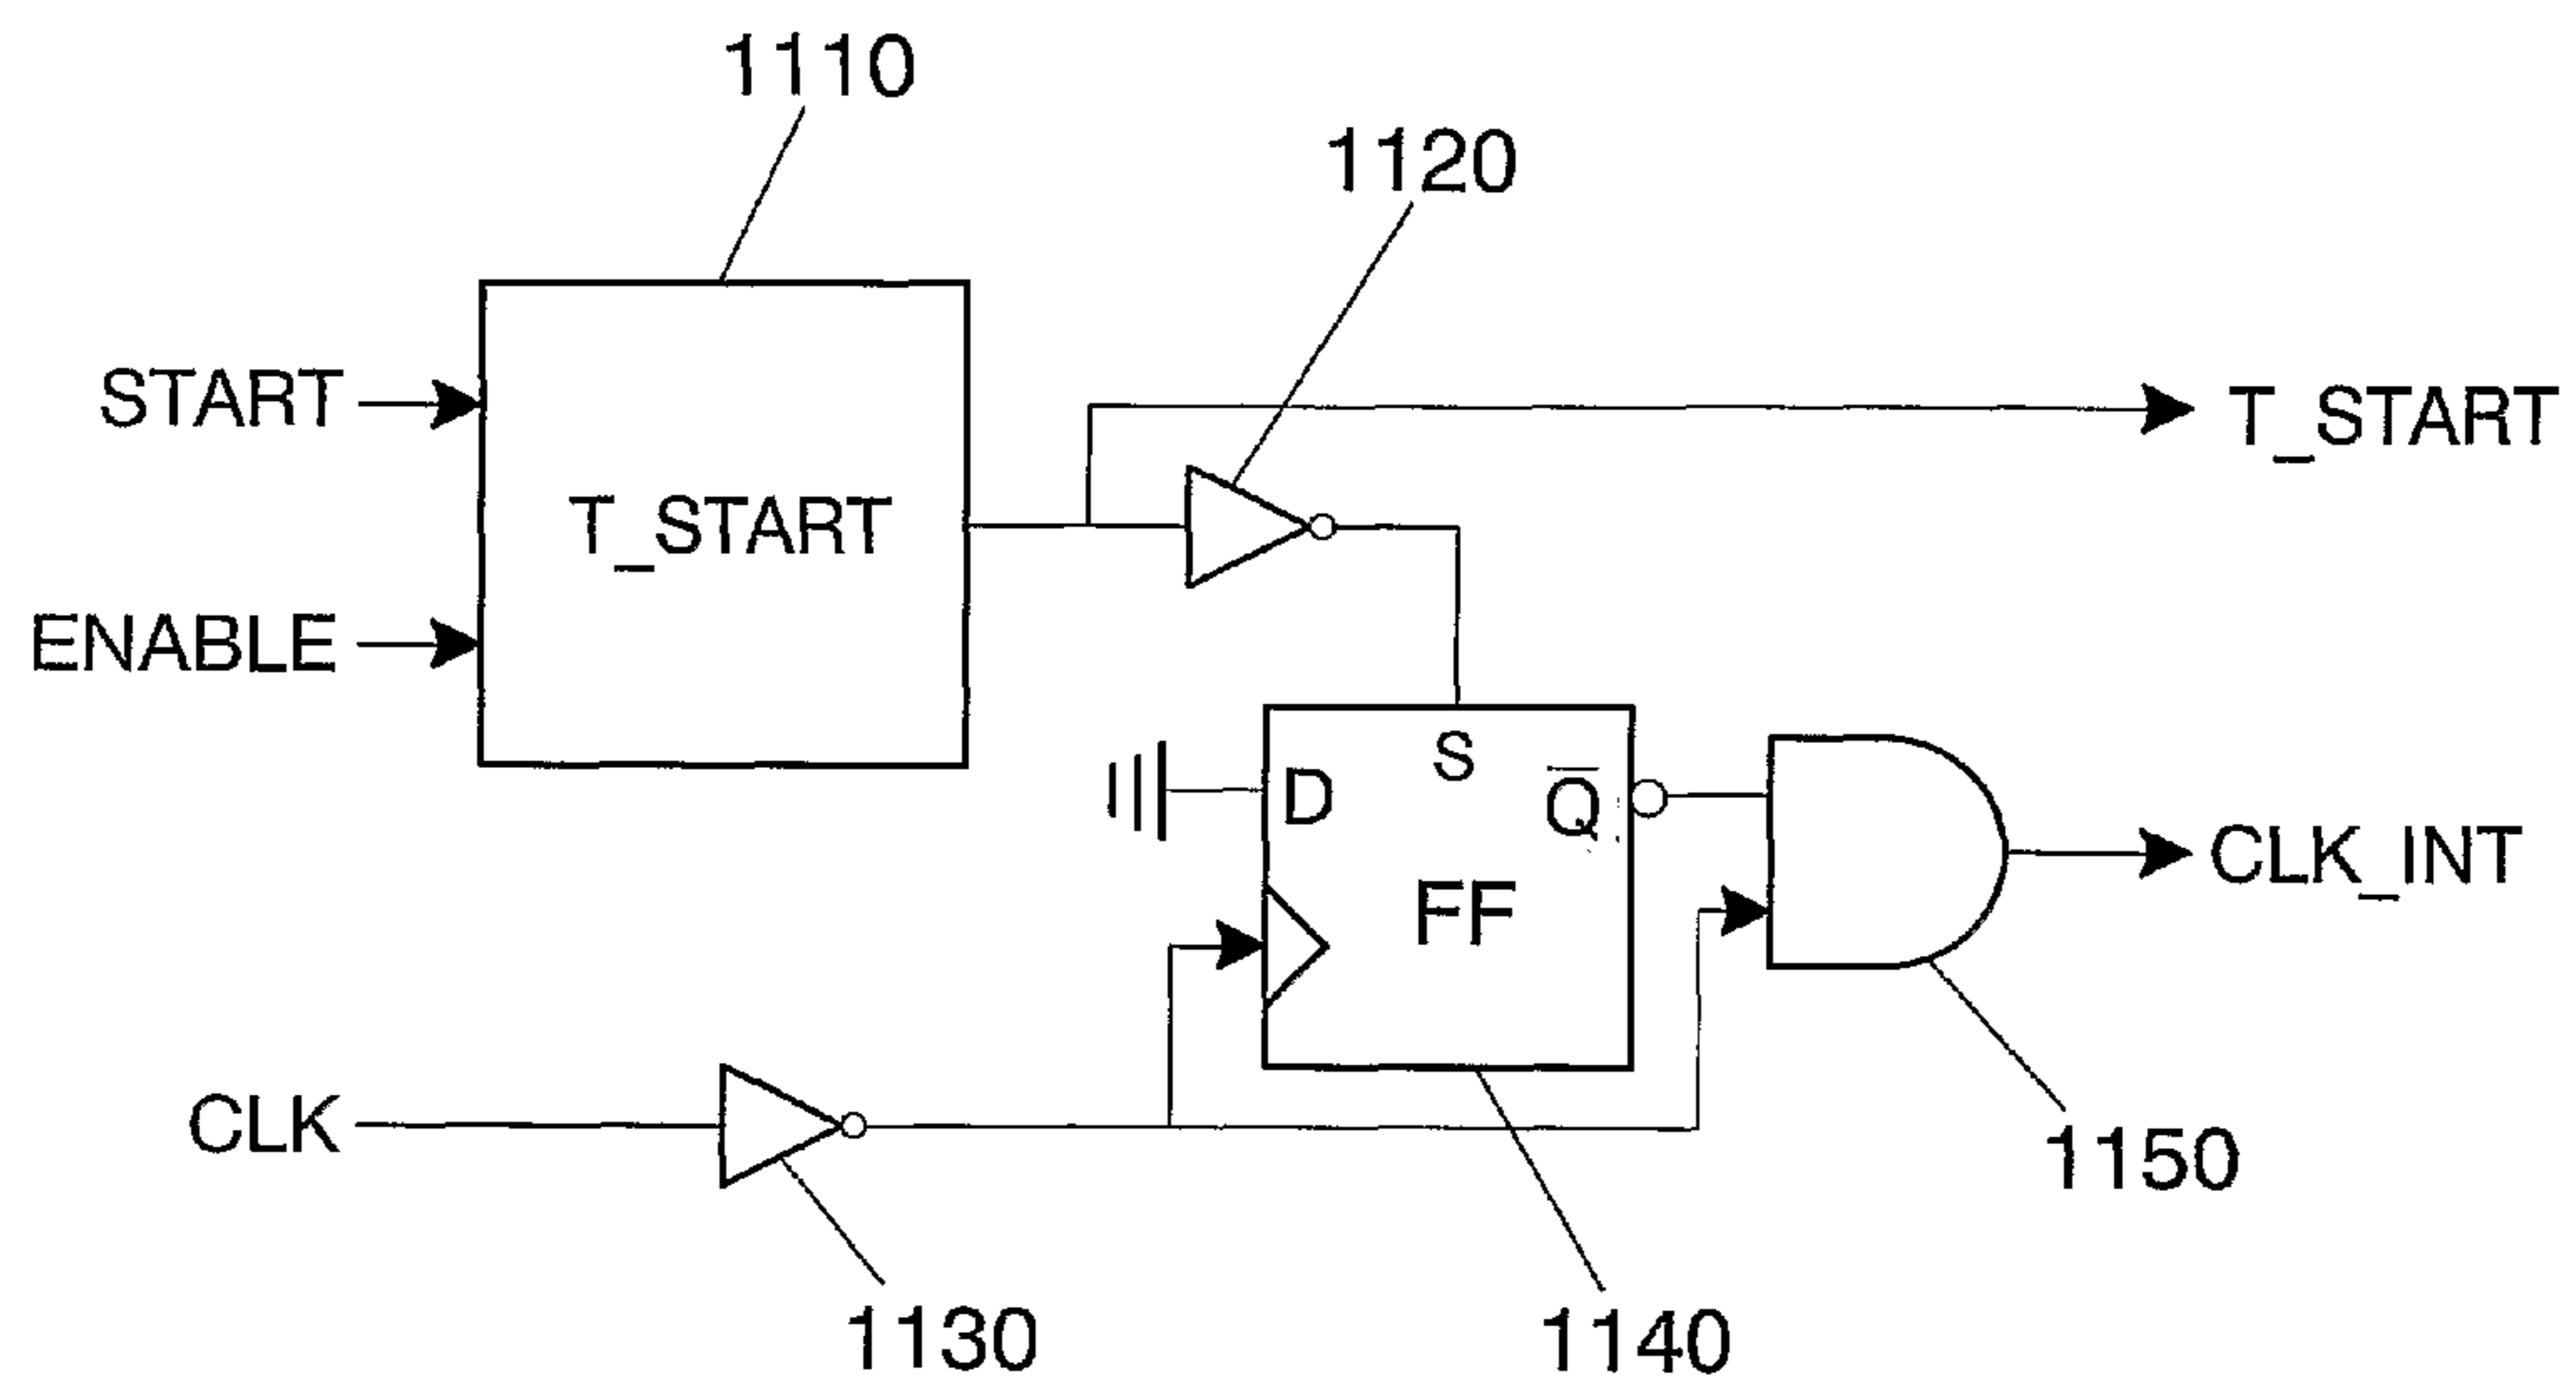 1110
1120
START
T_START
T_START
ENABLE
S
D
Q̅
FF
CLK_INT
CLK
1150
1130
1140